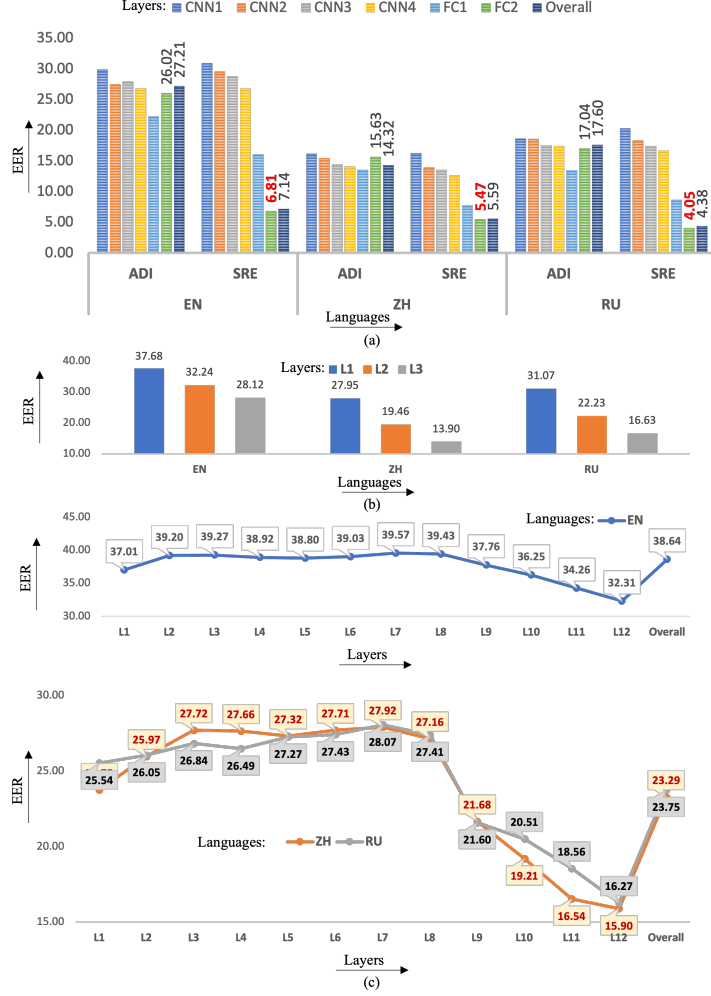 Layers: CNN1 CNN2 CNN3 CNN4 FC1 FC2 Overall
35.00
30.00
25.00
20.00
15.00
10.00
5.00
0.00
EER
26.02
27.21
6.81
7.14
15.63
14.32
5.47
5.59
17.04
17.60
4.05
4.38
ADI SRE ADI SRE ADI SRE
EN ZH RU
Languages
(a)
Layers: L1 L2 L3
40.00
30.00
20.00
10.00
EER
37.68 32.24 28.12 27.95 19.46 13.90 31.07 22.23 16.63
EN ZH RU
Languages
(b)
Languages: EN
45.00
40.00
35.00
30.00
EER
37.01 39.20 39.27 38.92 38.80 39.03 39.57 39.43 37.76 36.25 34.26 32.31 38.64
L1 L2 L3 L4 L5 L6 L7 L8 L9 L10 L11 L12 Overall
Layers
30.00
25.00
20.00
15.00
EER
25.97 27.72 27.66 27.32 27.71 27.92 27.16 21.68 19.21 16.54 15.90 23.29
25.54 26.05 26.84 26.49 27.27 27.43 28.07 27.41 21.60 20.51 18.56 16.27 23.75
Languages: ZH RU
L1 L2 L3 L4 L5 L6 L7 L8 L9 L10 L11 L12 Overall
Layers
(c)